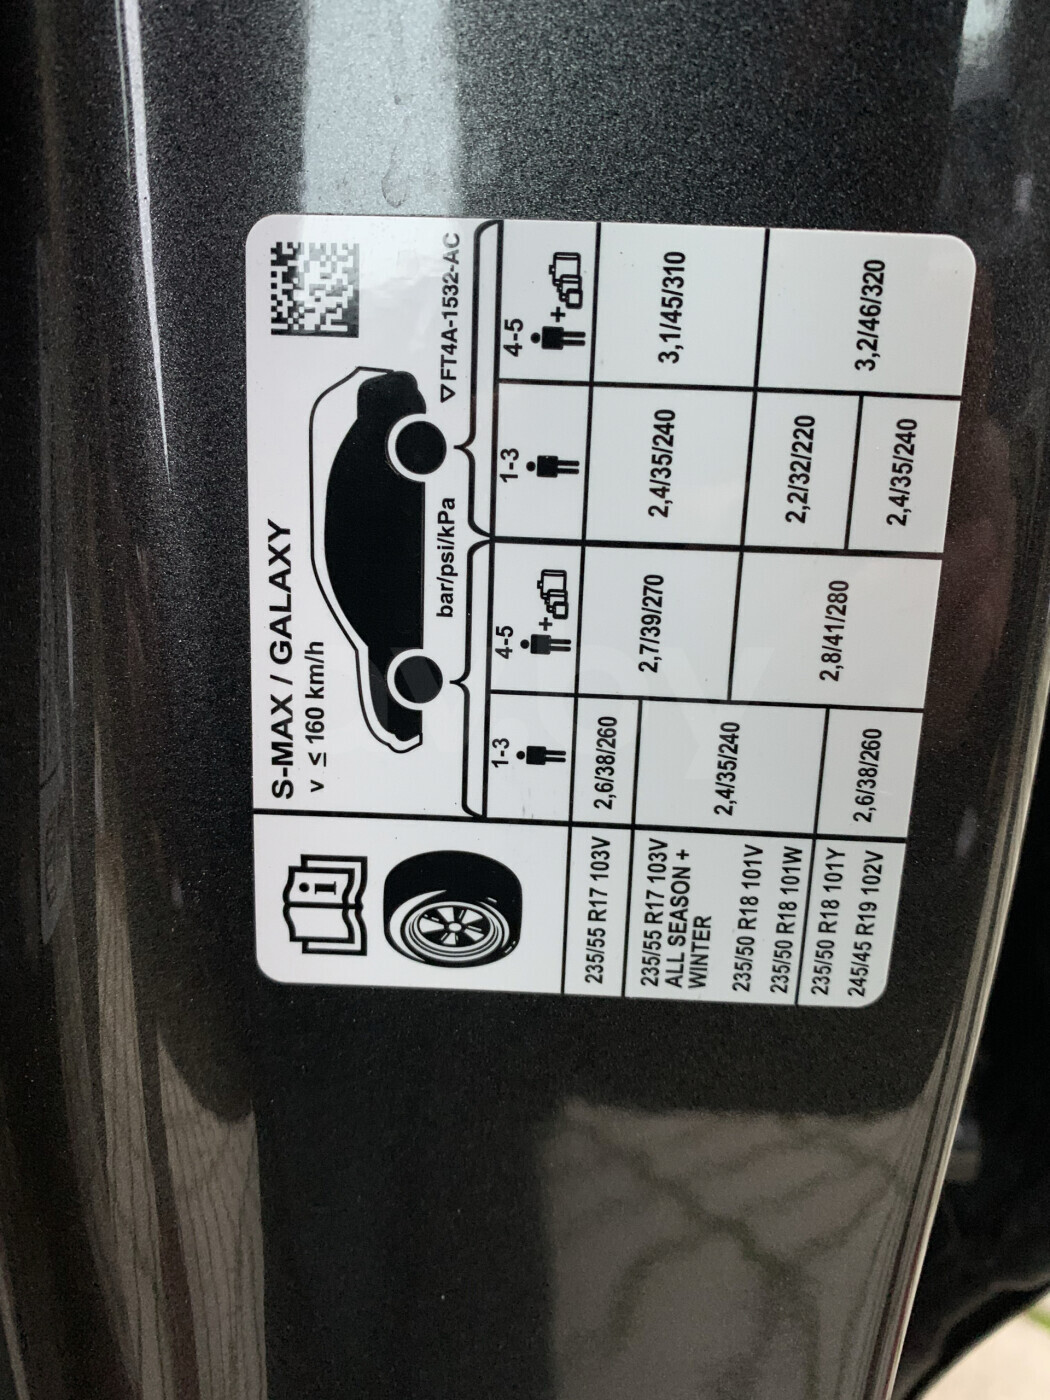 S-MAX / GALAXY
v ≤ 160 km/h
bar/psi/kPa
▽FT4A-1532-AC
1-3 4-5 + 1-3 4-5 +
235/55 R17 103V 2,6/38/260 2,7/39/270 2,4/35/240 3,1/45/310
235/55 R17 103V
ALL SEASON +
WINTER
2,4/35/240
235/50 R18 101V 2,8/41/280 2,2/32/220 3,2/46/320
235/50 R18 101W
235/50 R18 101Y 2,6/38/260 2,4/35/240
245/45 R19 102V